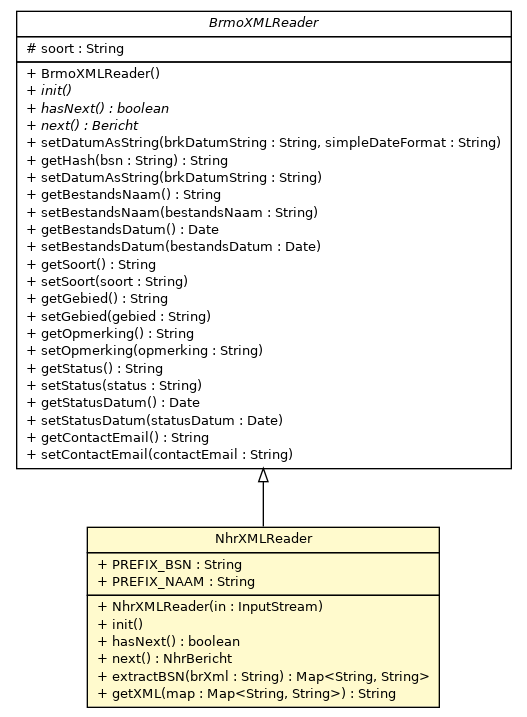 BrmoXMLReader
# soort : String
+ BrmoXMLReader()
+ init()
+ hasNext() : boolean
+ next() : Bericht
+ setDatumAsString(brkDatumString : String, simpleDateFormat : String)
+ getHash(bsn : String) : String
+ setDatumAsString(brkDatumString : String)
+ getBestandsNaam() : String
+ setBestandsNaam(bestandsNaam : String)
+ getBestandsDatum() : Date
+ setBestandsDatum(bestandsDatum : Date)
+ getSoort() : String
+ setSoort(soort : String)
+ getGebied() : String
+ setGebied(gebied : String)
+ getOpmerking() : String
+ setOpmerking(opmerking : String)
+ getStatus() : String
+ setStatus(status : String)
+ getStatusDatum() : Date
+ setStatusDatum(statusDatum : Date)
+ getContactEmail() : String
+ setContactEmail(contactEmail : String)
NhrXMLReader
+ PREFIX_BSN : String
+ PREFIX_NAAM : String
+ NhrXMLReader(in : InputStream)
+ init()
+ hasNext() : boolean
+ next() : NhrBericht
+ extractBSN(brXml : String) : Map<String, String>
+ getXML(map : Map<String, String>) : String